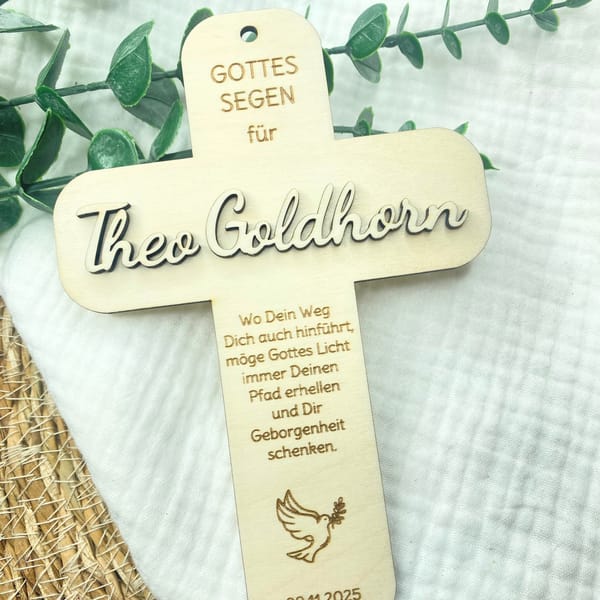 GOTTES
SEGEN
für
Theo Goldhorn
Wo Dein Weg
Dich auch hinführt,
möge Gottes Licht
immer Deinen
Pfad erhellen
und Dir
Geborgenheit
schenken.